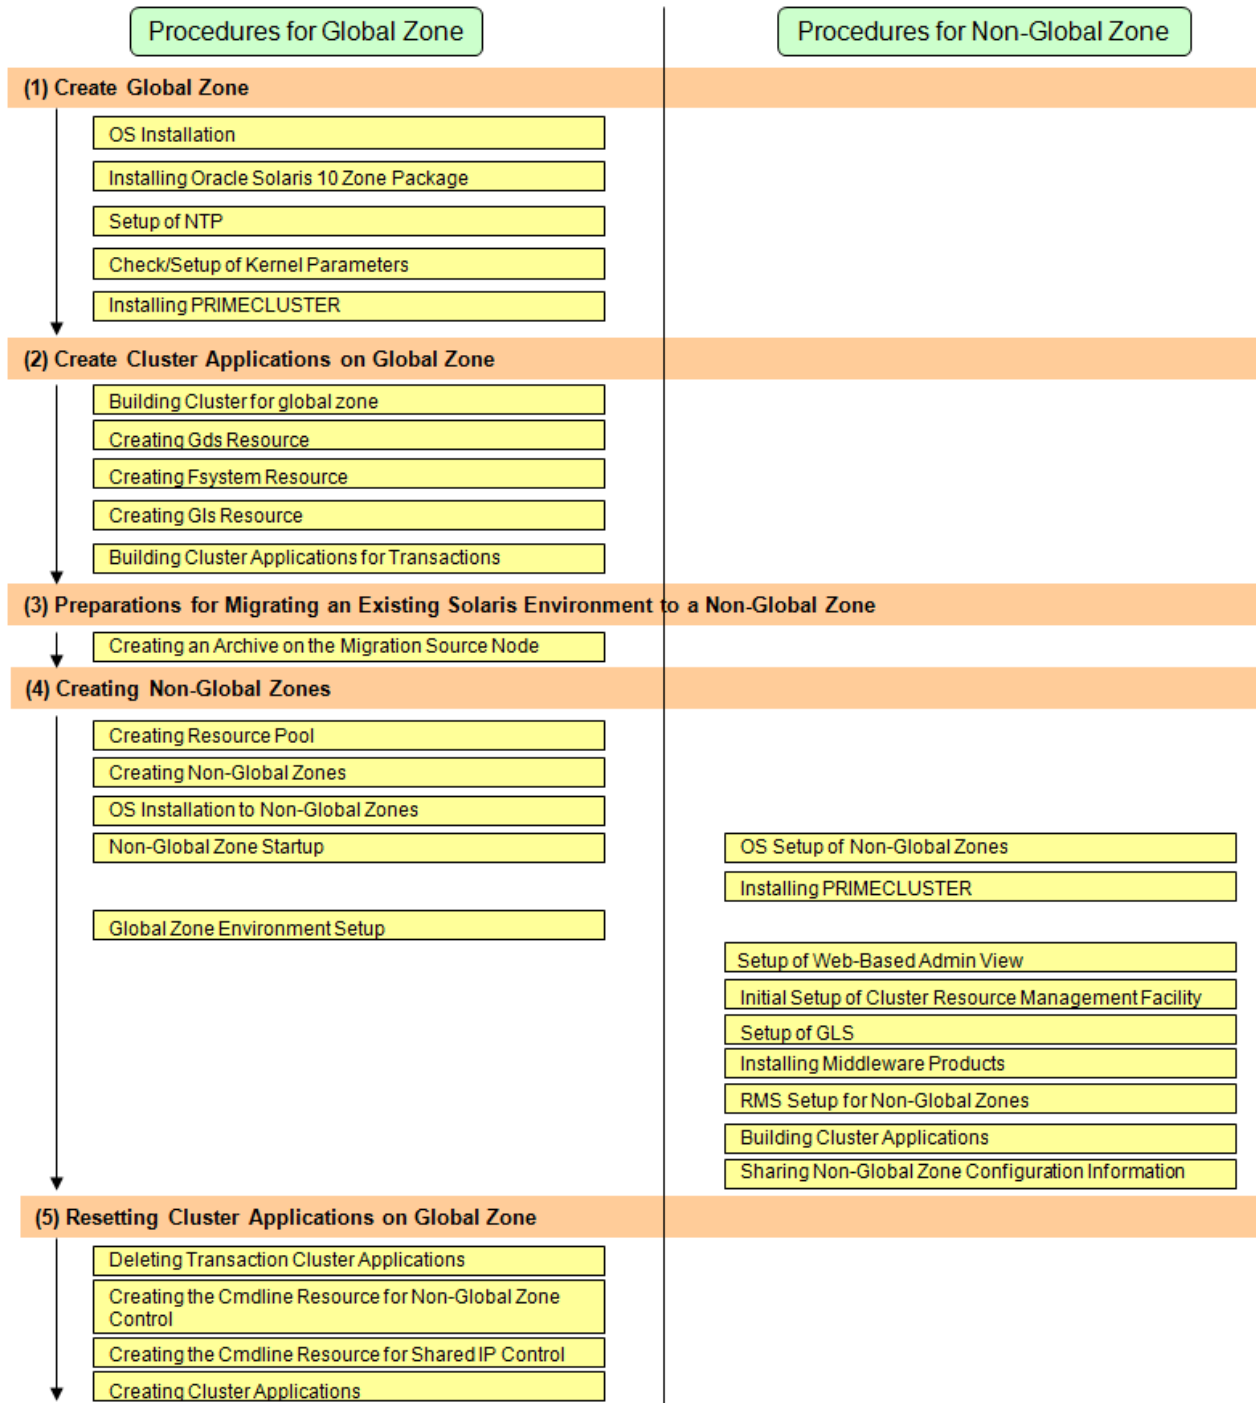 Procedures for Global Zone
Procedures for Non-Global Zone
(1) Create Global Zone
OS Installation
Installing Oracle Solaris 10 Zone Package
Setup of NTP
Check/Setup of Kernel Parameters
Installing PRIMECLUSTER
(2) Create Cluster Applications on Global Zone
Building Cluster for global zone
Creating Gds Resource
Creating Fsystem Resource
Creating Gls Resource
Building Cluster Applications for Transactions
(3) Preparations for Migrating an Existing Solaris Environment to a Non-Global Zone
Creating an Archive on the Migration Source Node
(4) Creating Non-Global Zones
Creating Resource Pool
Creating Non-Global Zones
OS Installation to Non-Global Zones
Non-Global Zone Startup
OS Setup of Non-Global Zones
Installing PRIMECLUSTER
Global Zone Environment Setup
Setup of Web-Based Admin View
Initial Setup of Cluster Resource Management Facility
Setup of GLS
Installing Middleware Products
RMS Setup for Non-Global Zones
Building Cluster Applications
Sharing Non-Global Zone Configuration Information
(5) Resetting Cluster Applications on Global Zone
Deleting Transaction Cluster Applications
Creating the Cmdline Resource for Non-Global Zone
Control
Creating the Cmdline Resource for Shared IP Control
Creating Cluster Applications